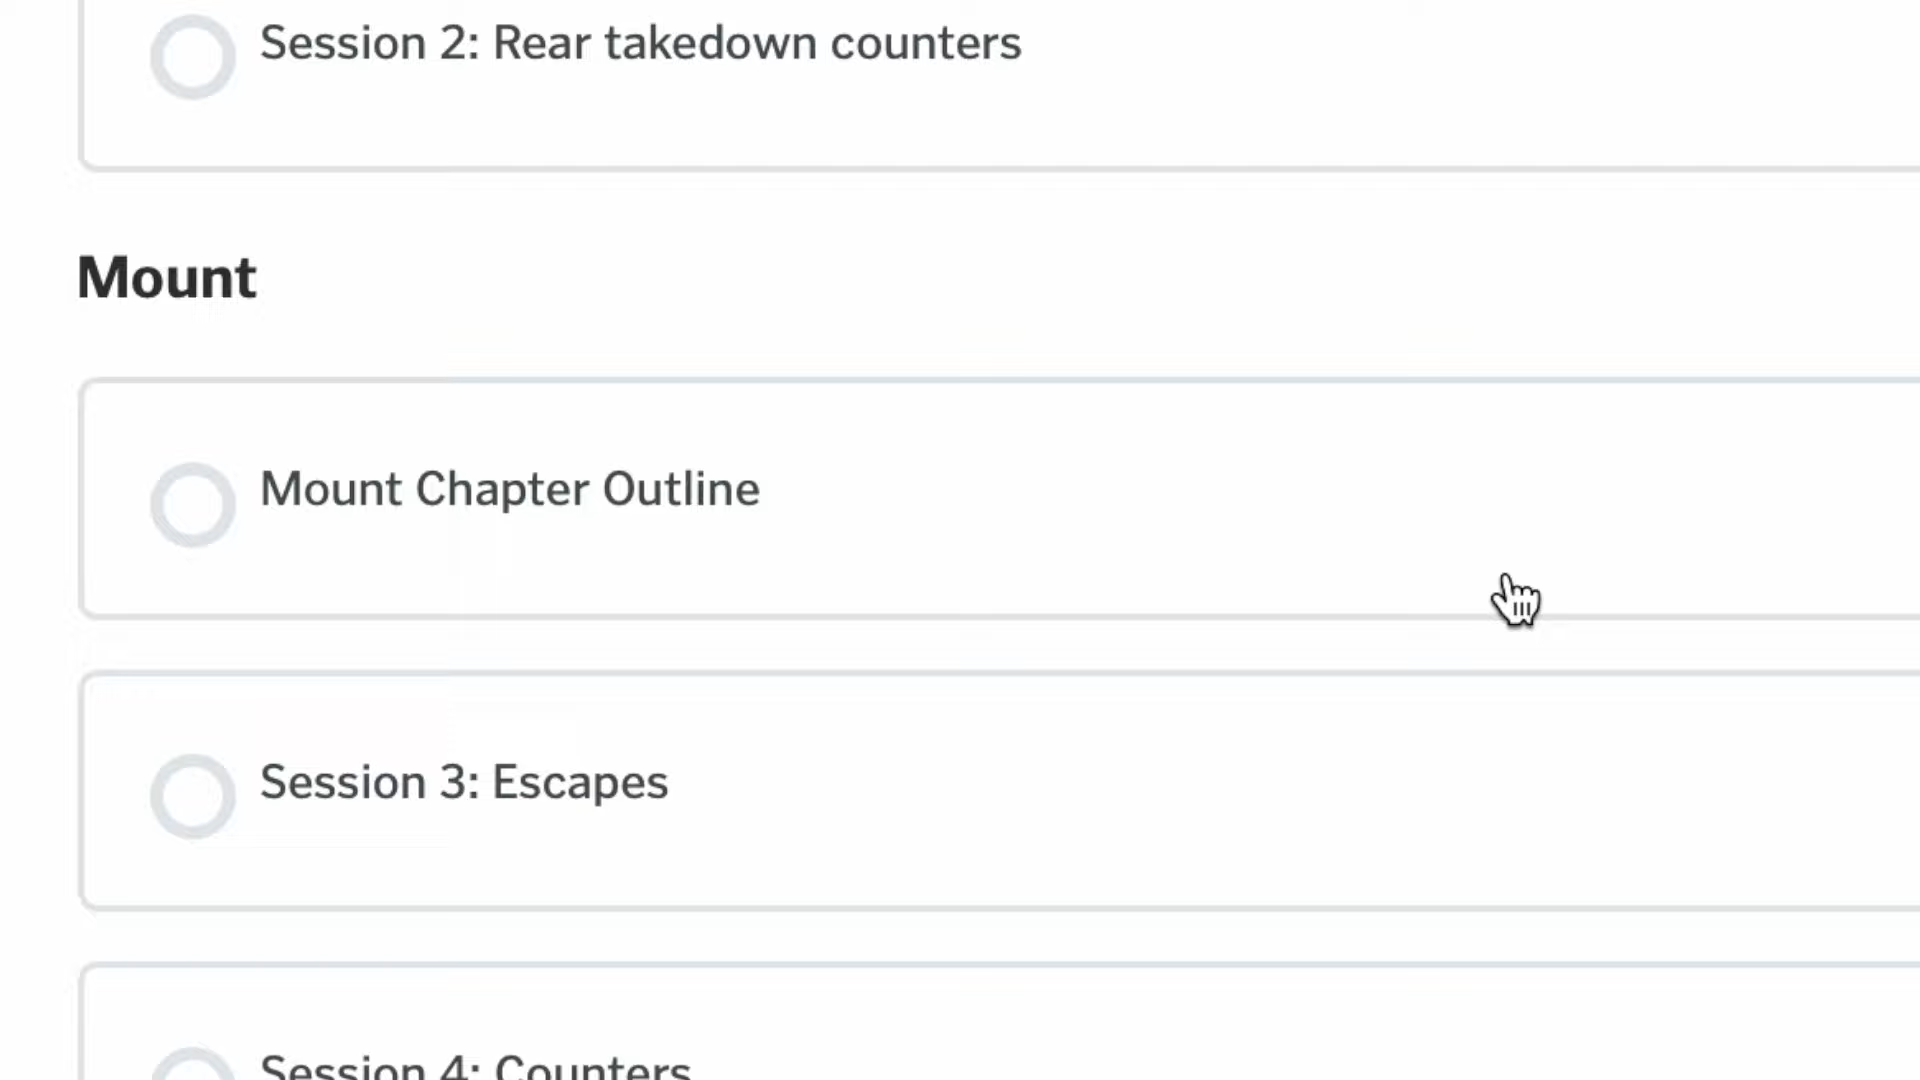 Session 2: Rear takedown counters
Mount
Mount Chapter Outline
Session 3: Escapes
Session 4: Counters